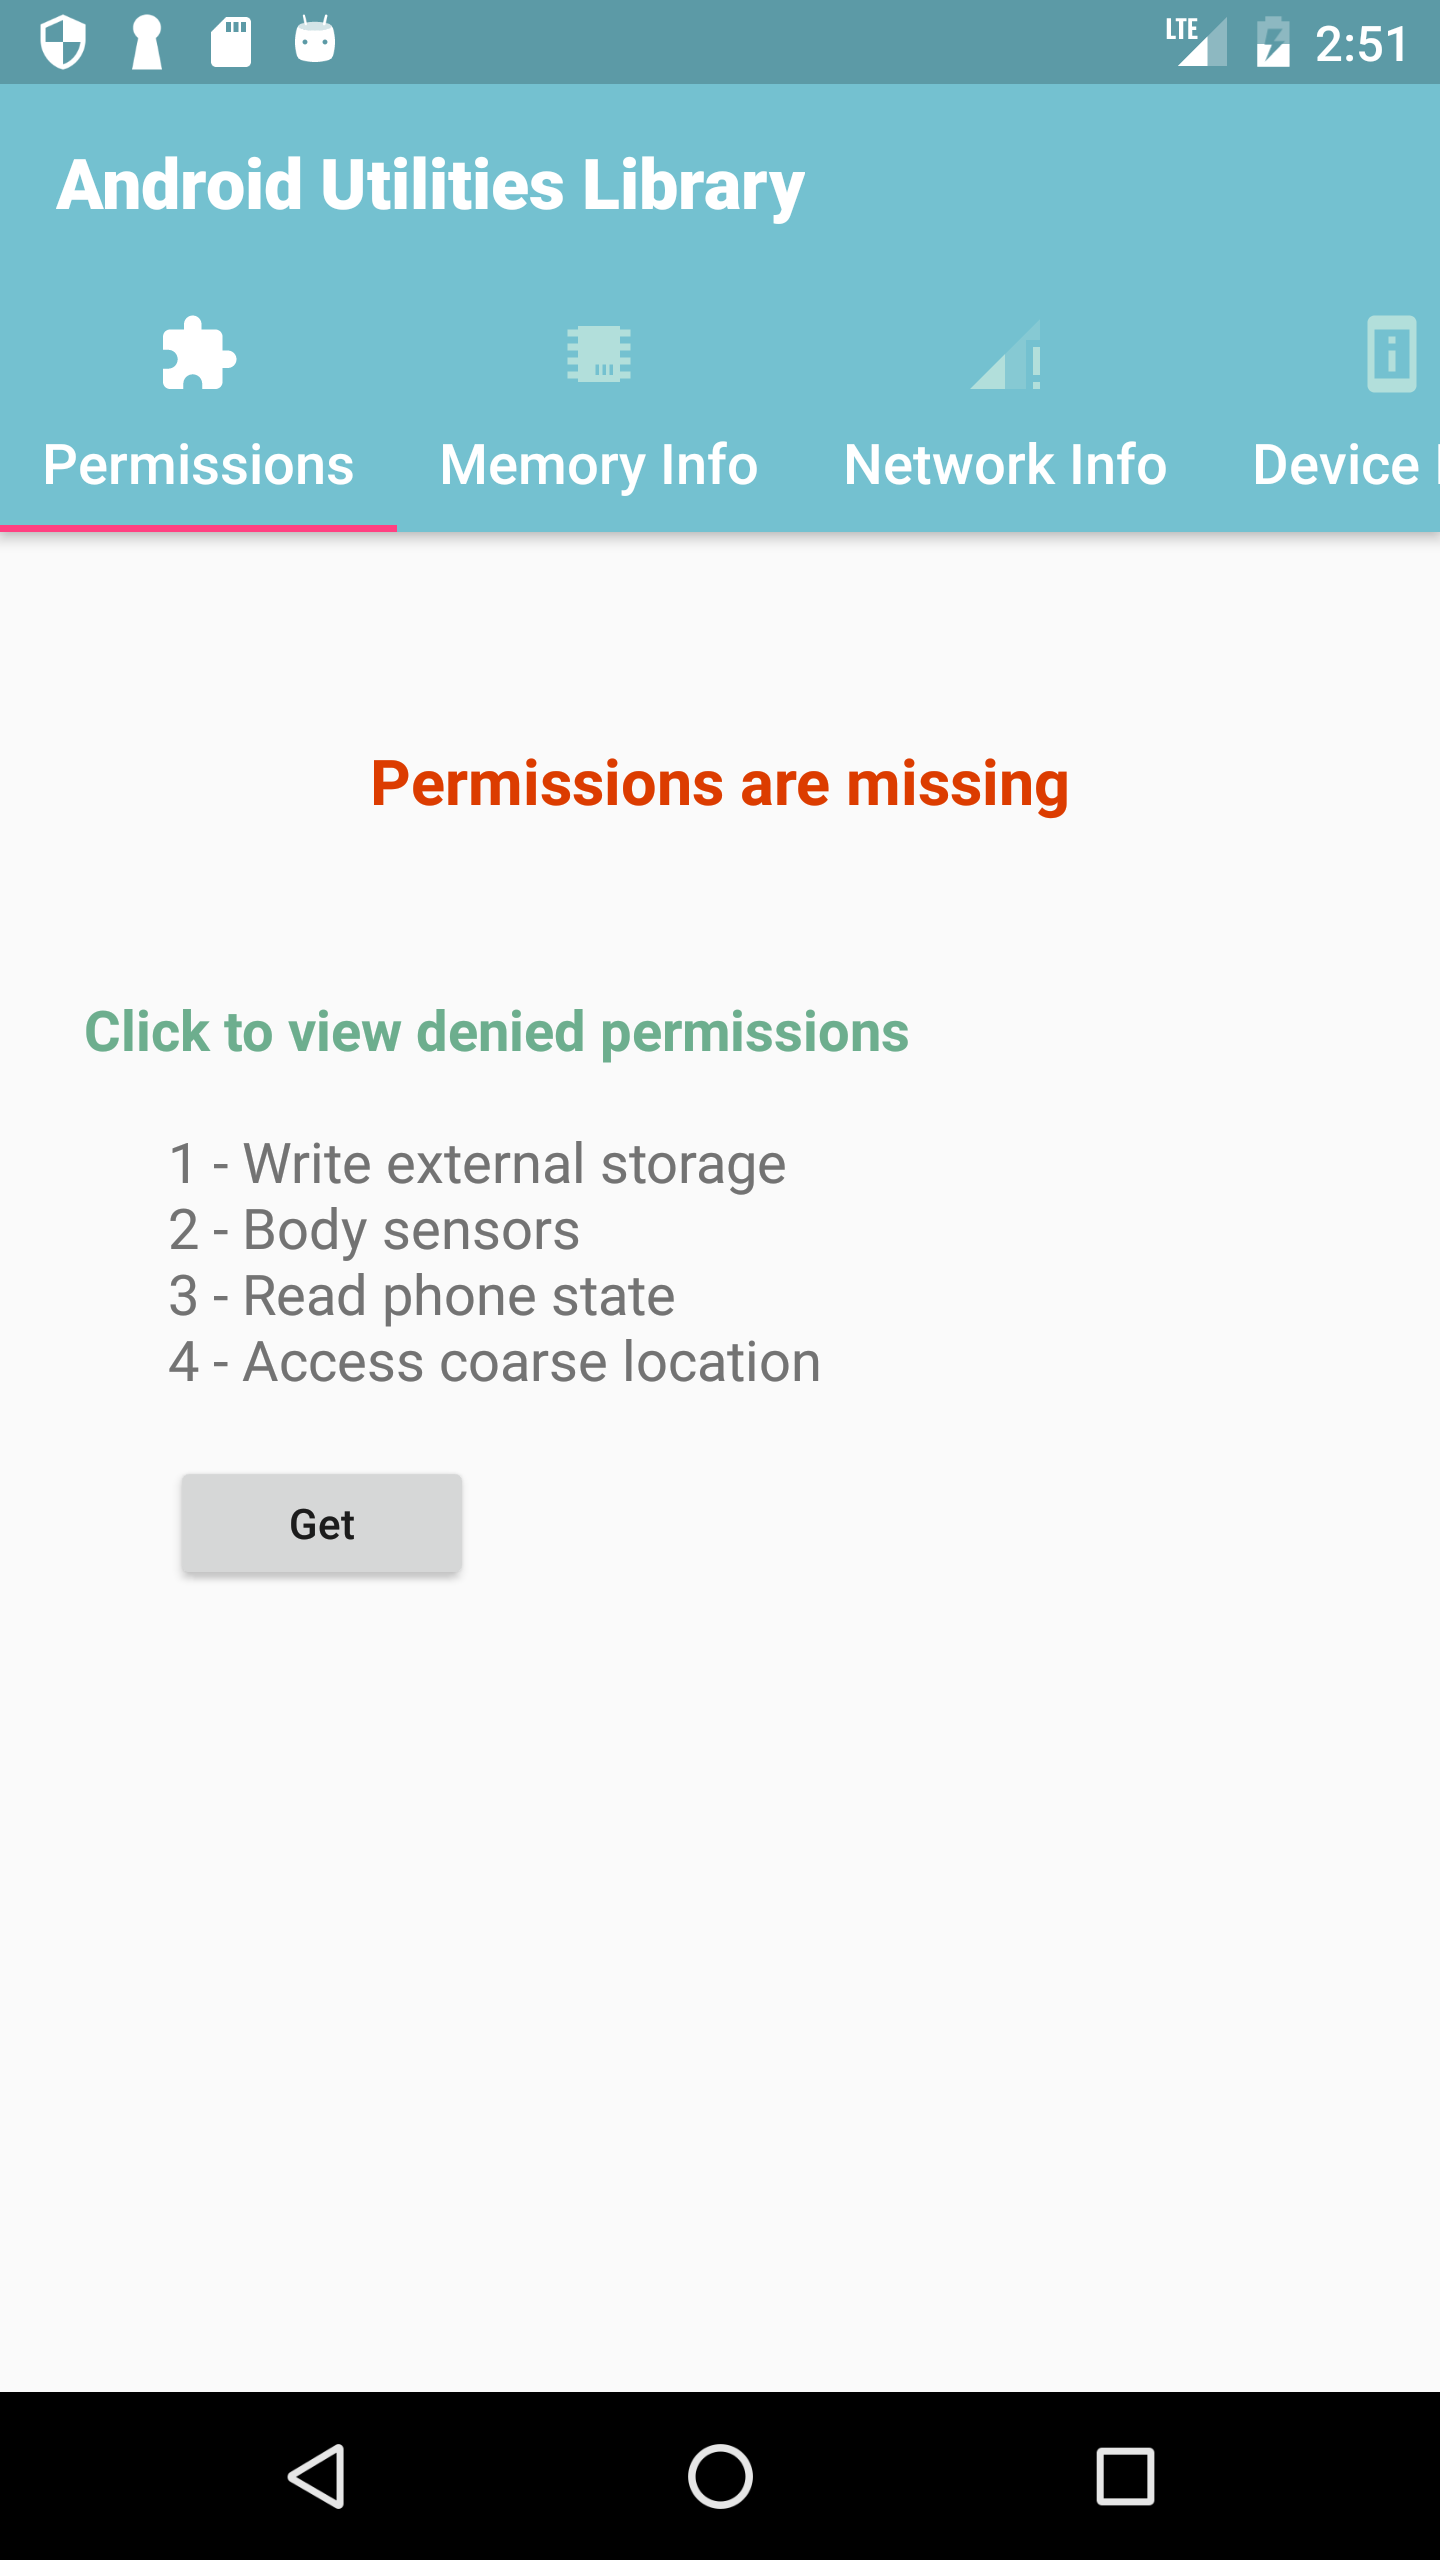 LTE 2:51
Android Utilities Library
Permissions Memory Info Network Info Device
Permissions are missing
Click to view denied permissions
1 - Write external storage
2 - Body sensors
3 - Read phone state
4 - Access coarse location
Get